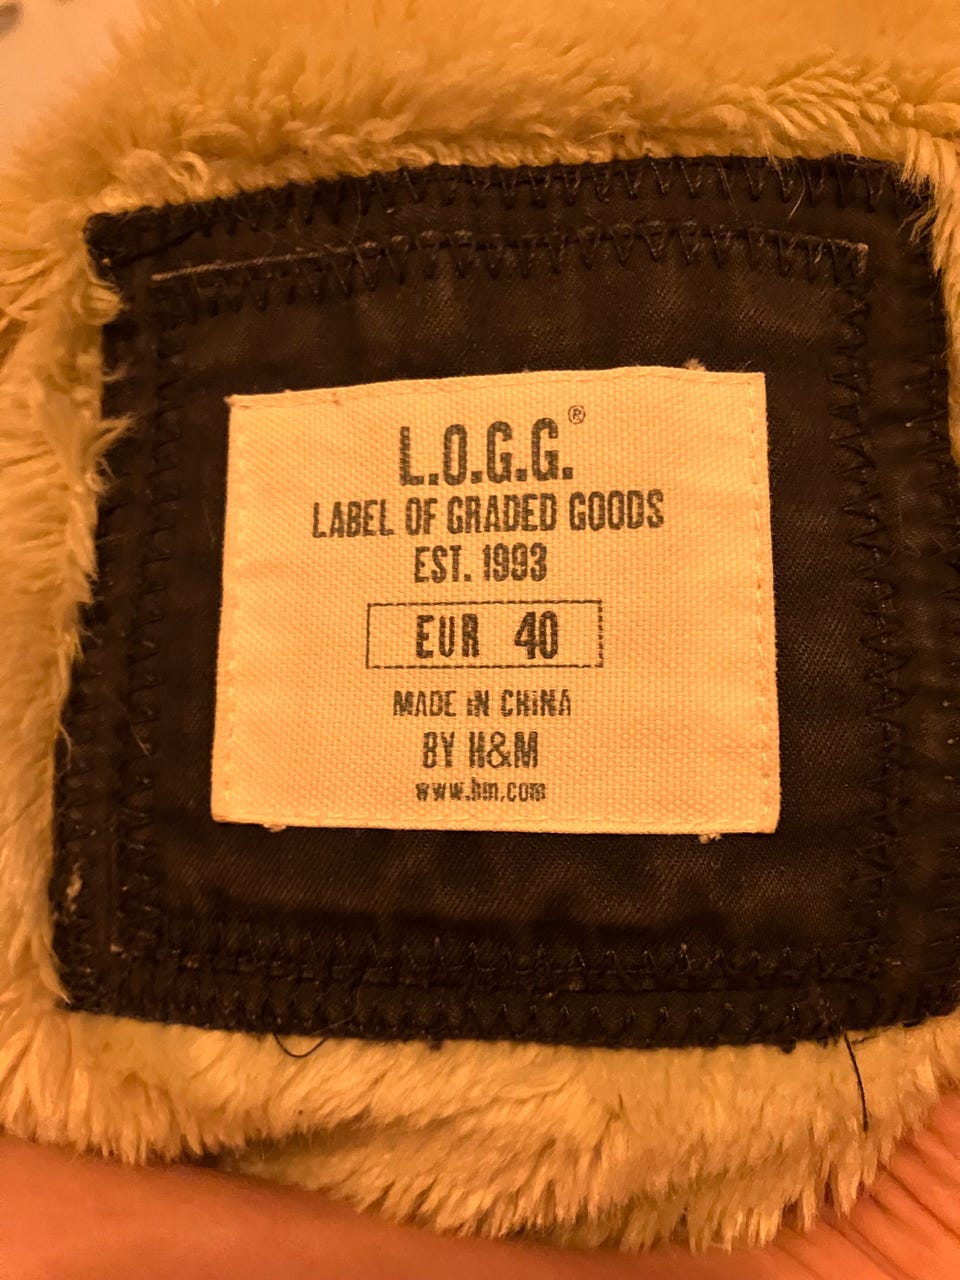 L.O.G.G.®
LABEL OF GRADED GOODS
EST. 1993
EUR 40
MADE IN CHINA
BY H&M
www.hm.com